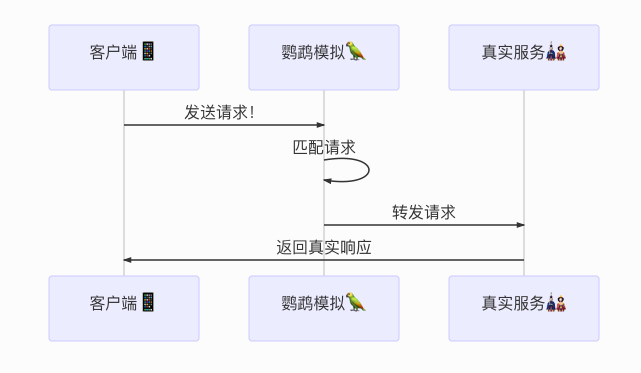 客户端📱
鹦鹉模拟🦜
真实服务🎎
发送请求！
匹配请求
转发请求
返回真实响应
客户端📱
鹦鹉模拟🦜
真实服务🎎